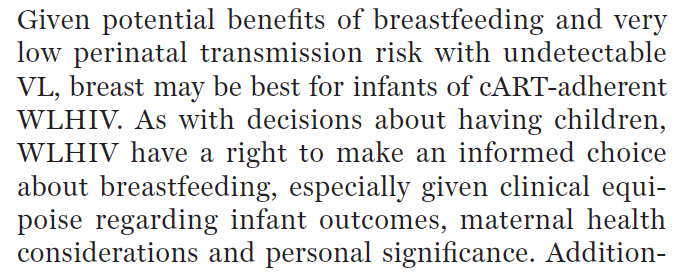 Given potential benefits of breastfeeding and very
low perinatal transmission risk with undetectable
VL, breast may be best for infants of cART-adherent
WLHIV. As with decisions about having children,
WLHIV have a right to make an informed choice
about breastfeeding, especially given clinical equi-
poise regarding infant outcomes, maternal health
considerations and personal significance. Addition-